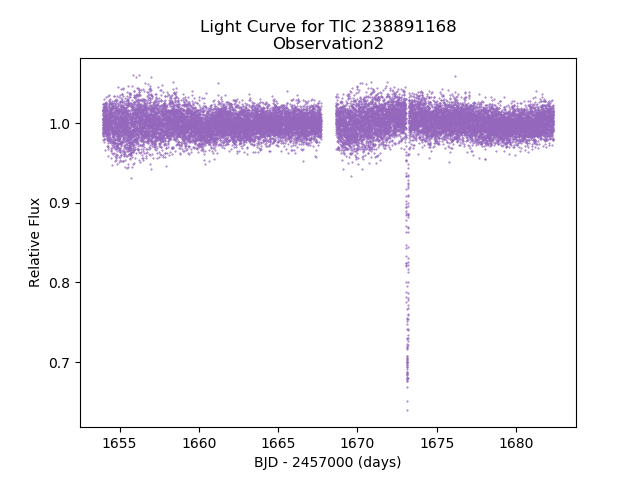 Light Curve for TIC 238891168
Observation2
1.0
0.9
0.8
0.7
Relative Flux
1655 1660 1665 1670 1675 1680
BJD - 2457000 (days)